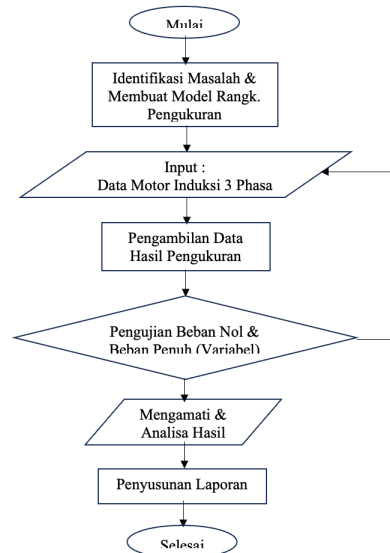 Mulai
Identifikasi Masalah &
Membuat Model Rangk.
Pengukuran
Input :
Data Motor Induksi 3 Phasa
Pengambilan Data
Hasil Pengukuran
Pengujian Beban Nol &
Beban Penuh (Variabel)
Mengamati &
Analisa Hasil
Penyusunan Laporan
Selesai